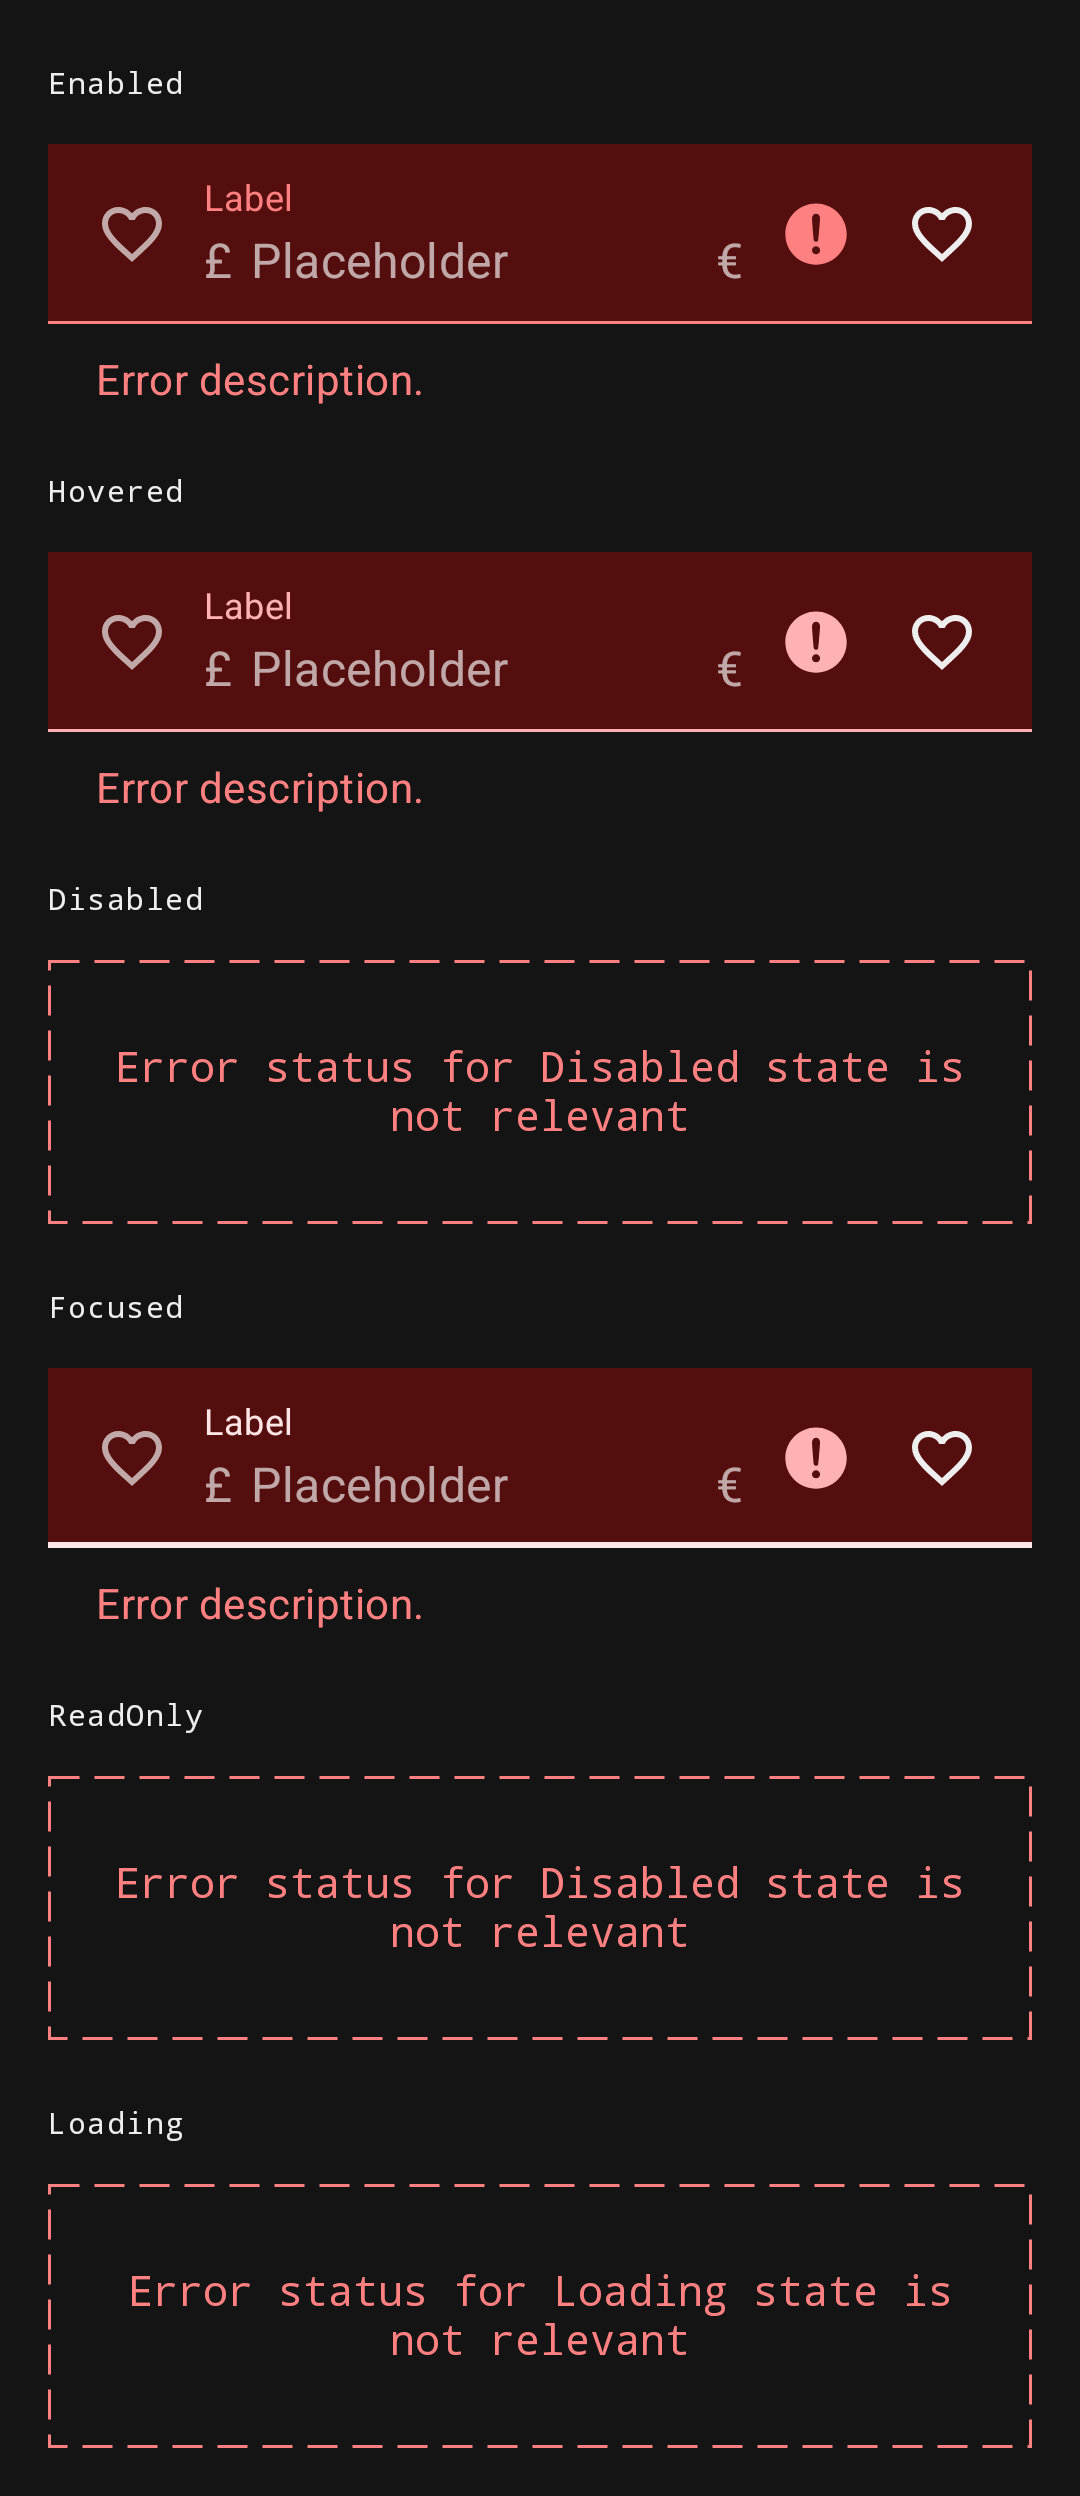 Enabled
Label
£ Placeholder €
Error description.
Hovered
Label
£ Placeholder €
Error description.
Disabled
Error status for Disabled state is
not relevant
Focused
Label
£ Placeholder €
Error description.
ReadOnly
Error status for Disabled state is
not relevant
Loading
Error status for Loading state is
not relevant